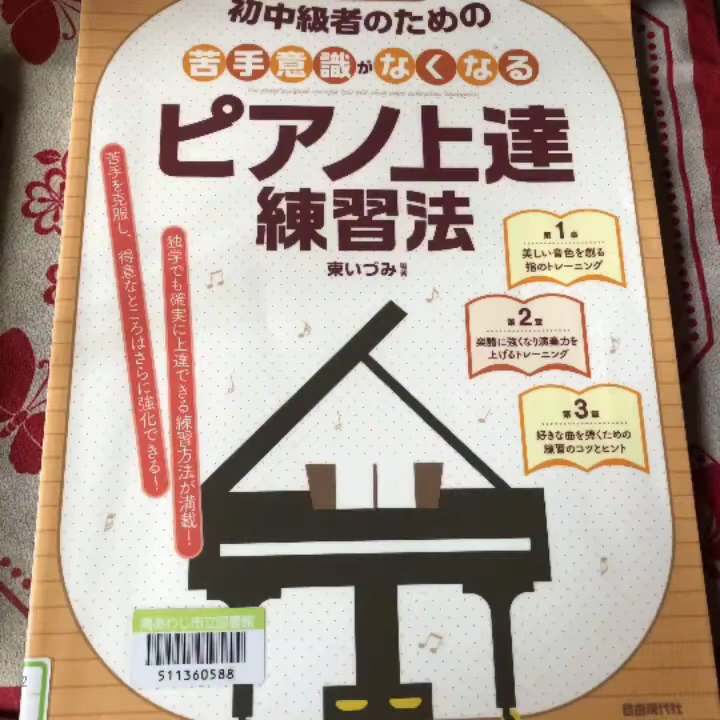 初中級者のための
苦手意識がなくなる
ピアノ上達
練習法
東いづみ 編著
苦手を克服し、得意なところはさらに強化できる！
独学でも確実に上達できる練習方法が満載！
第1章
美しい音色を創る
指のトレーニング
第2章
楽譜に強くなり演奏力を
上げるトレーニング
第3章
好きな曲を弾くための
練習のコツとヒント
南あわじ市立図書館
511360588
2
自由現代社